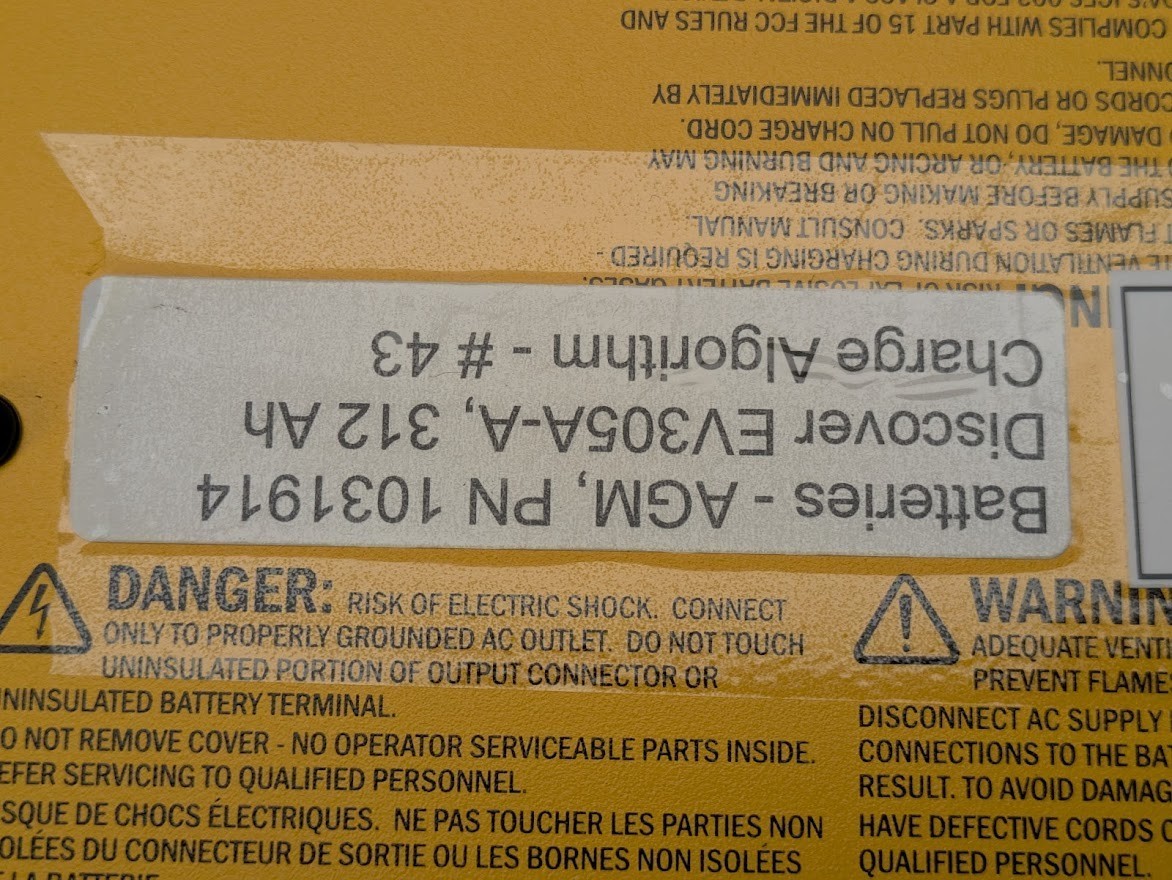 Batteries - AGM, PN 1031914
Discover EV305A-A, 312 Ah
Charge Algorithm - # 43
DANGER: RISK OF ELECTRIC SHOCK. CONNECT
ONLY TO PROPERLY GROUNDED AC OUTLET. DO NOT TOUCH
UNINSULATED PORTION OF OUTPUT CONNECTOR OR
NINSULATED BATTERY TERMINAL.
O NOT REMOVE COVER - NO OPERATOR SERVICEABLE PARTS INSIDE.
EFER SERVICING TO QUALIFIED PERSONNEL.
SQUE DE CHOCS ÉLECTRIQUES. NE PAS TOUCHER LES PARTIES NON
OLÉES DU CONNECTEUR DE SORTIE OU LES BORNES NON ISOLÉES
LA BATTERIE
WARNIN
ADEQUATE VENTI
PREVENT FLAMES
DISCONNECT AC SUPPLY
CONNECTIONS TO THE BA
RESULT. TO AVOID DAMAG
HAVE DEFECTIVE CORDS O
QUALIFIED PERSONNEL.
NG
E VENTILATION DURING CHARGING IS REQUIRED -
FLAMES OR SPARKS. CONSULT MANUAL
SUPPLY BEFORE MAKING OR BREAKING
O THE BATTERY, OR ARCING AND BURNING MAY
DAMAGE, DO NOT PULL ON CHARGE CORD.
CORDS OR PLUGS REPLACED IMMEDIATELY BY
NNEL.
COMPLIES WITH PART 15 OF THE FCC RULES AND